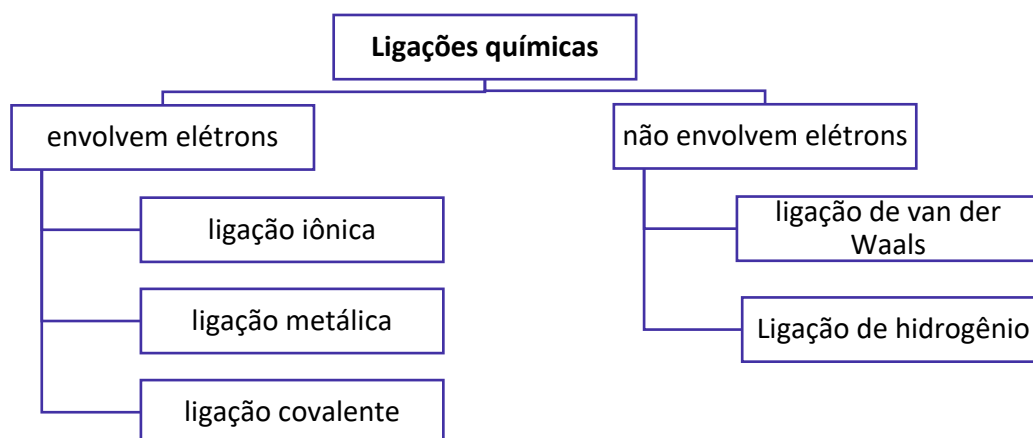 Ligações químicas
envolvem elétrons
ligação iônica
ligação metálica
ligação covalente
não envolvem elétrons
ligação de van der
Waals
Ligação de hidrogênio